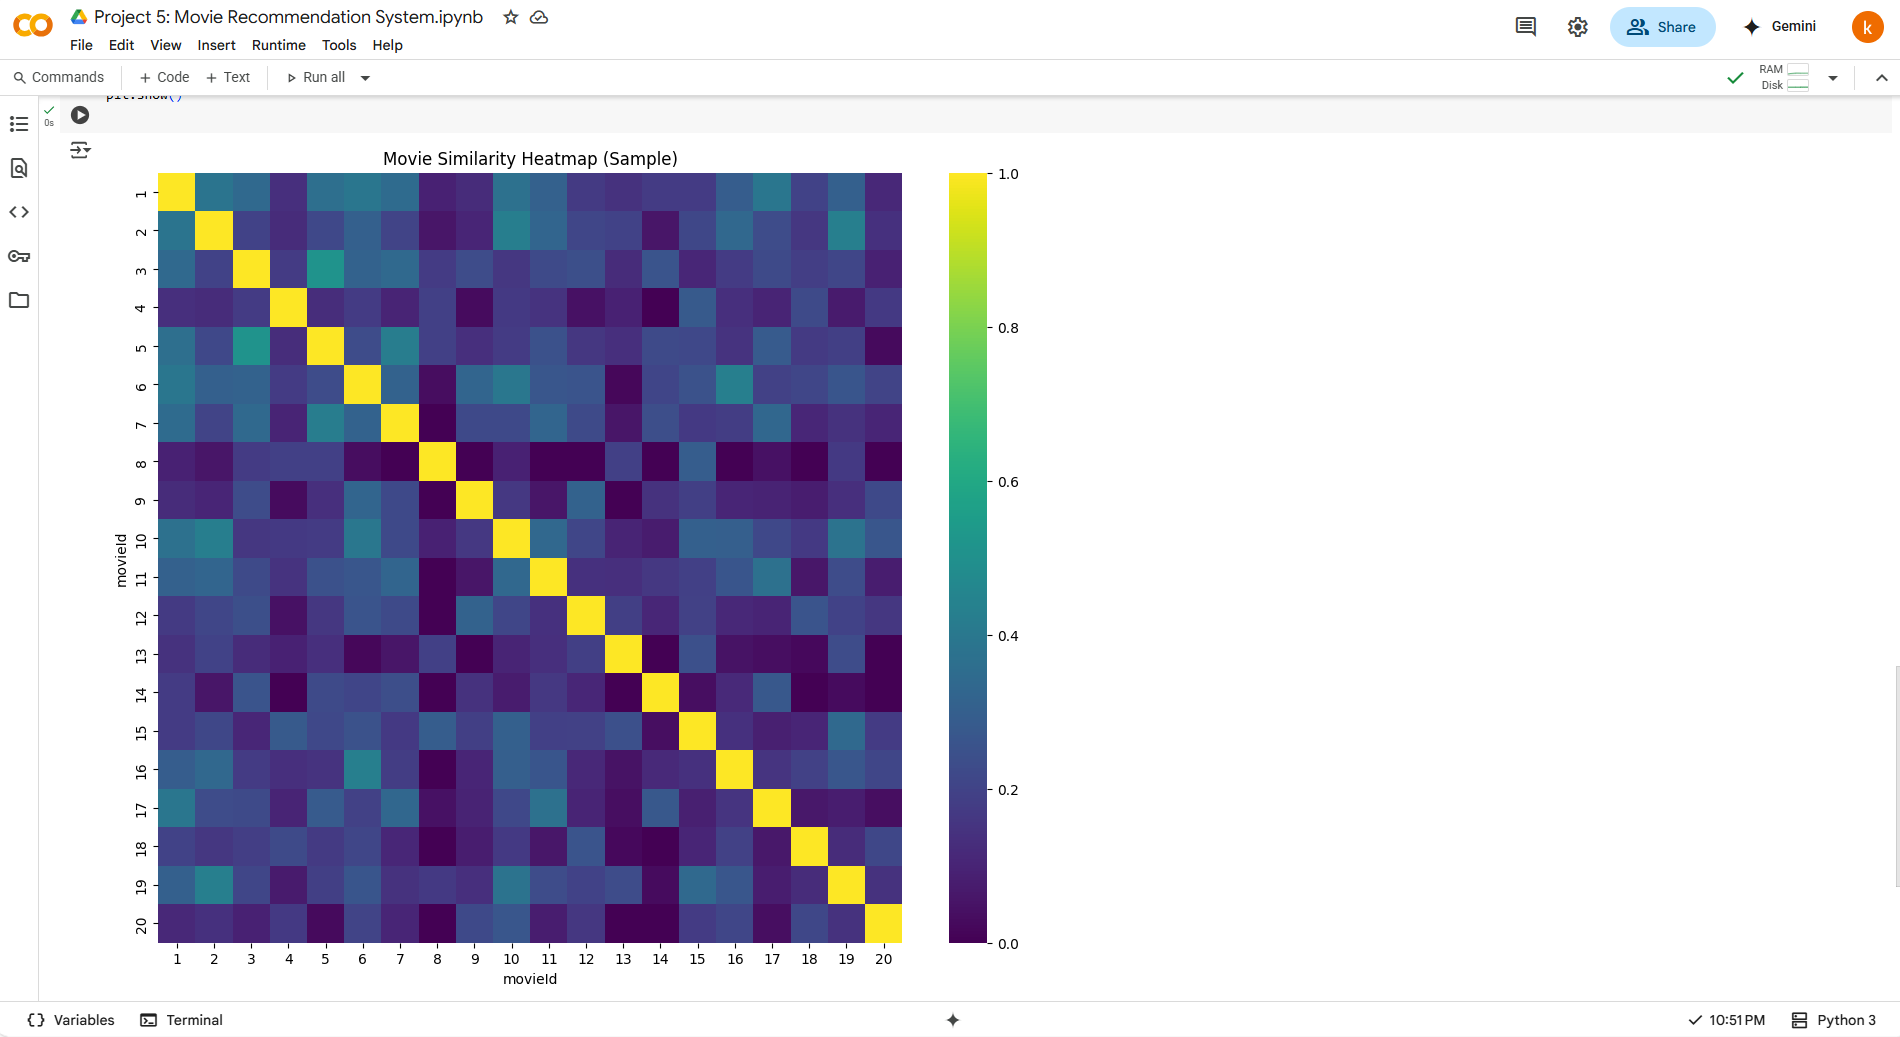 Project 5: Movie Recommendation System.ipynb
File Edit View Insert Runtime Tools Help
Share
Gemini
k
Commands
+ Code + Text
Run all
RAM
Disk
plt.show()
0s
Movie Similarity Heatmap (Sample)
movieId
1
2
3
4
5
6
7
8
9
10
11
12
13
14
15
16
17
18
19
20
1 2 3 4 5 6 7 8 9 10 11 12 13 14 15 16 17 18 19 20
movieId
1.0
0.8
0.6
0.4
0.2
0.0
Variables
Terminal
10:51 PM
Python 3